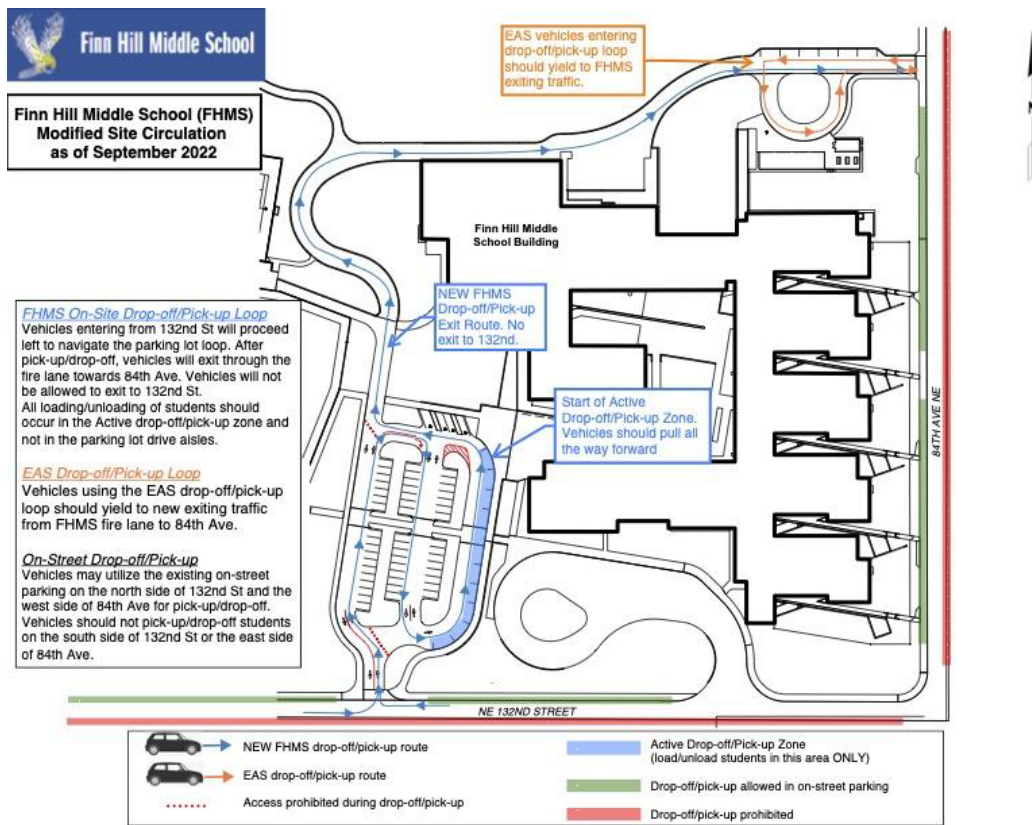 Finn Hill Middle School
Finn Hill Middle School (FHMS)
Modified Site Circulation
as of September 2022
EAS vehicles entering
drop-off/pick-up loop
should yield to FHMS
exiting traffic.
Finn Hill Middle
School Building
NEW FHMS
Drop-off/Pick-up
Exit Route. No
exit to 132nd.
Start of Active
Drop-off/Pick-up Zone.
Vehicles should pull all
the way forward
FHMS On-Site Drop-off/Pick-up Loop
Vehicles entering from 132nd St will proceed
left to navigate the parking lot loop. After
pick-up/drop-off, vehicles will exit through the
fire lane towards 84th Ave. Vehicles will not
be allowed to exit to 132nd St.
All loading/unloading of students should
occur in the Active drop-off/pick-up zone and
not in the parking lot drive aisles.
EAS Drop-off/Pick-up Loop
Vehicles using the EAS drop-off/pick-up
loop should yield to new exiting traffic
from FHMS fire lane to 84th Ave.
On-Street Drop-off/Pick-up
Vehicles may utilize the existing on-street
parking on the north side of 132nd St and the
west side of 84th Ave for pick-up/drop-off.
Vehicles should not pick-up/drop-off students
on the south side of 132nd St or the east side
of 84th Ave.
84TH AVE NE
NE 132ND STREET
NEW FHMS drop-off/pick-up route
EAS drop-off/pick-up route
Access prohibited during drop-off/pick-up
Active Drop-off/Pick-up Zone
(load/unload students in this area ONLY)
Drop-off/pick-up allowed in on-street parking
Drop-off/pick-up prohibited